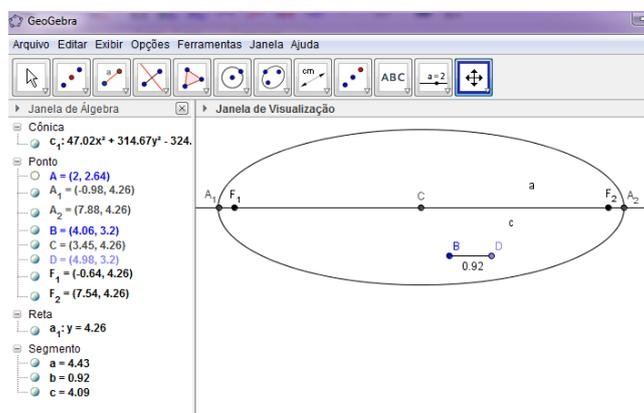 GeoGebra
Arquivo Editar Exibir Opções Ferramentas Janela Ajuda
a
cm
ABC
a=2
Janela de Álgebra
Janela de Visualização
Cônica
c₁: 47.02x² + 314.67y² - 324.
Ponto
A = (2, 2.64)
A₁ = (-0.98, 4.26)
A₂ = (7.88, 4.26)
B = (4.06, 3.2)
C = (3.45, 4.26)
D = (4.98, 3.2)
F₁ = (-0.64, 4.26)
F₂ = (7.54, 4.26)
Reta
a₁: y = 4.26
Segmento
a = 4.43
b = 0.92
c = 4.09
a
A₁ F₁ C F₂ A₂
c
B D
0.92